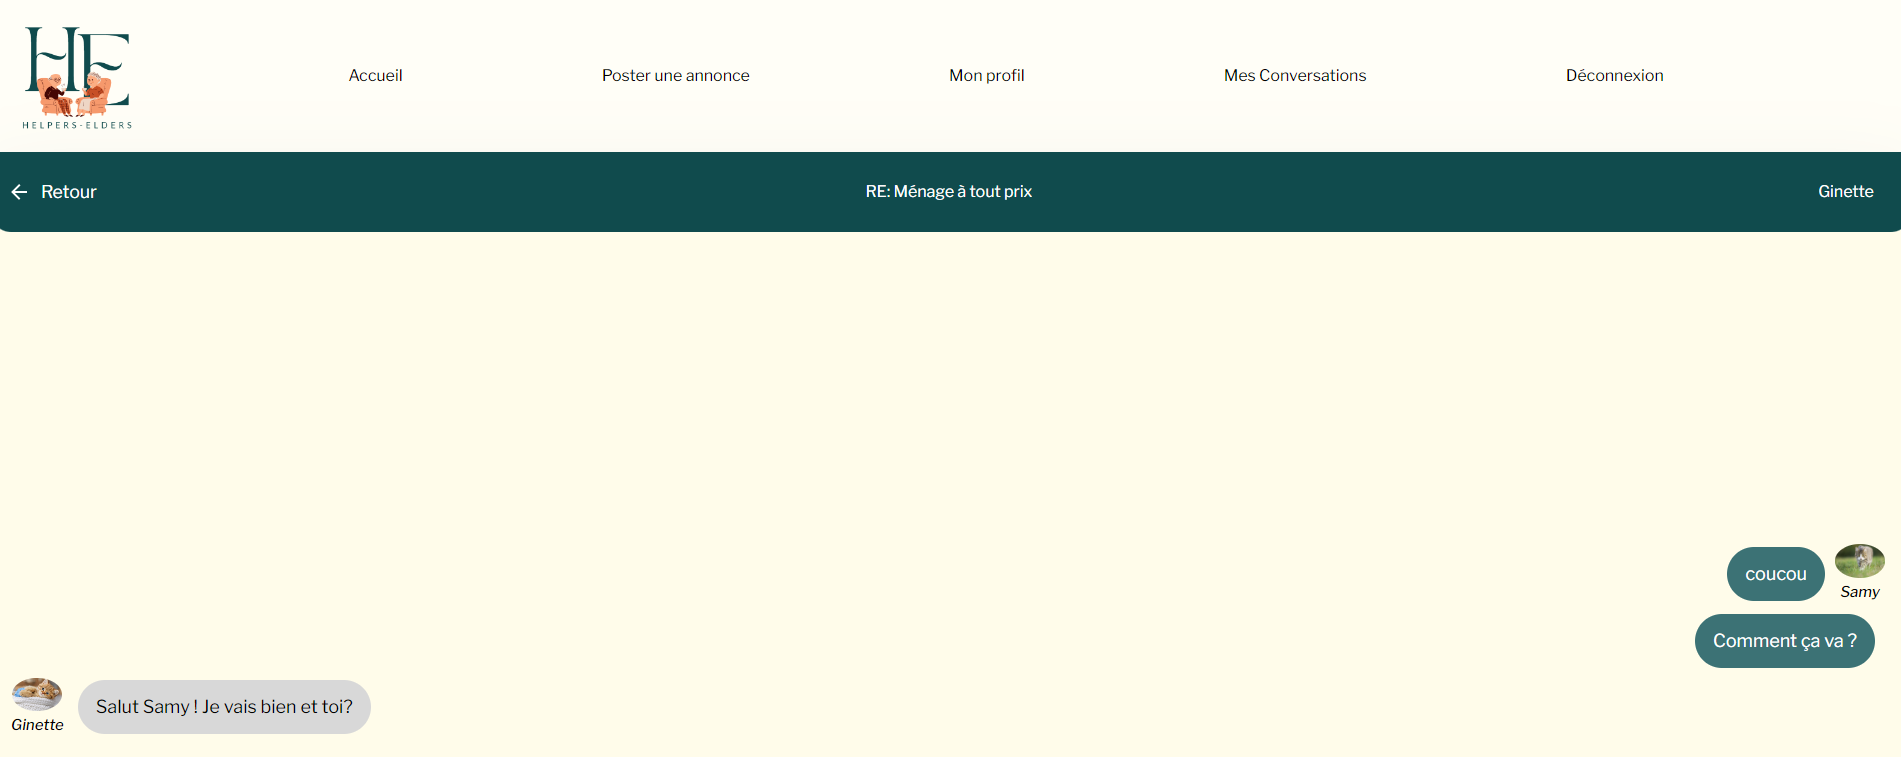 HE
HELPERS-ELDERS
Accueil
Poster une annonce
Mon profil
Mes Conversations
Déconnexion
Retour
RE: Ménage à tout prix
Ginette
coucou
Samy
Comment ça va ?
Salut Samy ! Je vais bien et toi?
Ginette